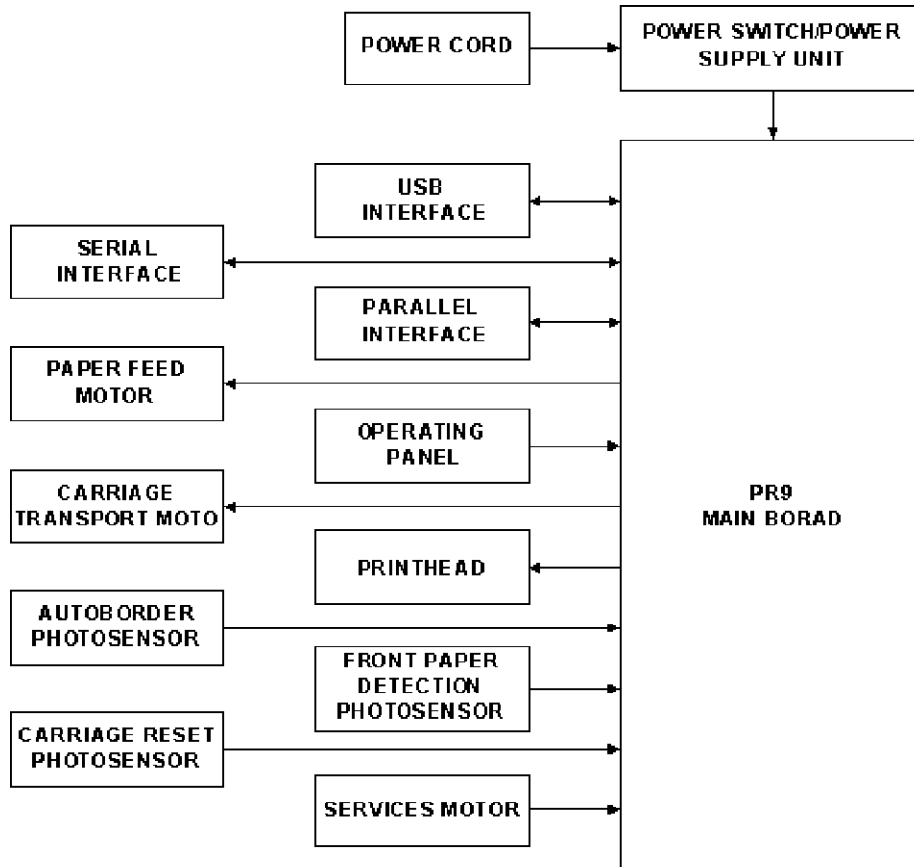 POWER CORD
POWER SWITCH/POWER
SUPPLY UNIT
USB
INTERFACE
SERIAL
INTERFACE
PARALLEL
INTERFACE
PAPER FEED
MOTOR
OPERATING
PANEL
CARRIAGE
TRANSPORT MOTO
PR9
MAIN BORAD
PRINTHEAD
AUTOBORDER
PHOTOSENSOR
FRONT PAPER
DETECTION
PHOTOSENSOR
CARRIAGE RESET
PHOTOSENSOR
SERVICES MOTOR